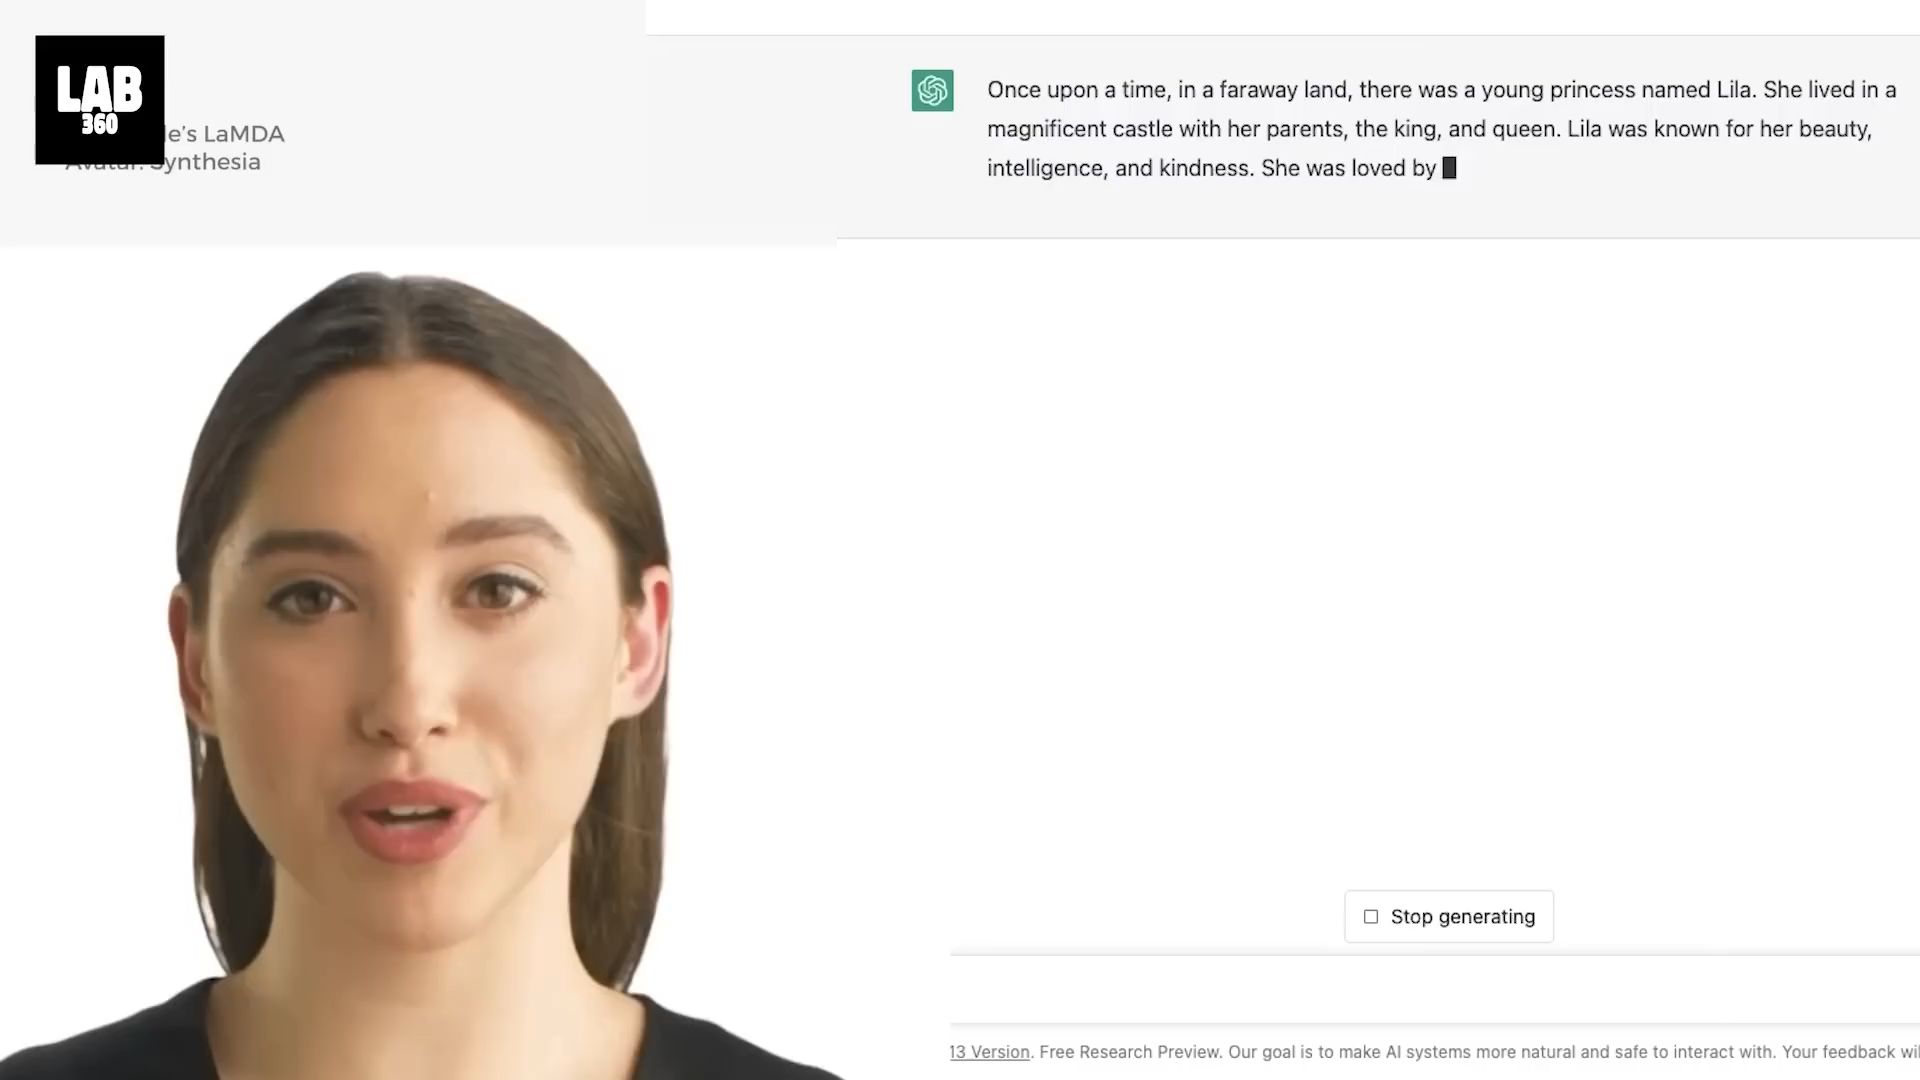 LAB
360
le's LaMDA
Avatar: Synthesia
Once upon a time, in a faraway land, there was a young princess named Lila. She lived in a
magnificent castle with her parents, the king, and queen. Lila was known for her beauty,
intelligence, and kindness. She was loved by
Stop generating
13 Version. Free Research Preview. Our goal is to make AI systems more natural and safe to interact with. Your feedback wil